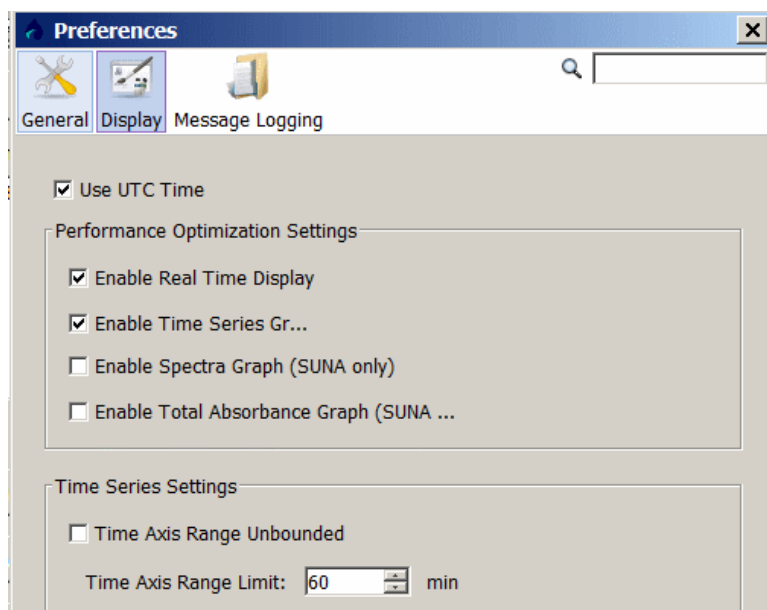 Preferences
General Display Message Logging
Use UTC Time
Performance Optimization Settings
Enable Real Time Display
Enable Time Series Gr...
Enable Spectra Graph (SUNA only)
Enable Total Absorbance Graph (SUNA ...
Time Series Settings
Time Axis Range Unbounded
Time Axis Range Limit: 60 min